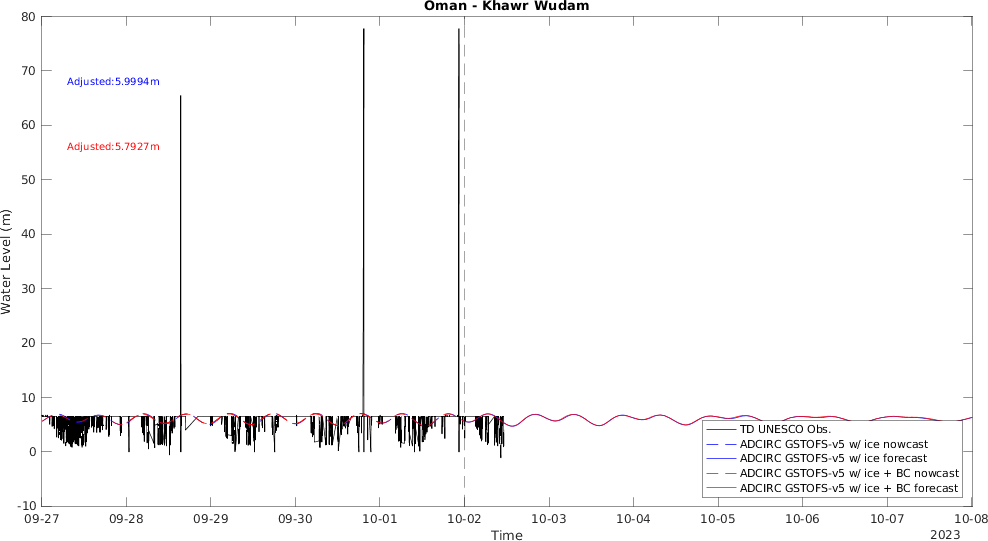 Oman - Khawr Wudam
80
70
60
50
40
30
20
10
0
-10
Water Level (m)
Adjusted:5.9994m
Adjusted:5.7927m
TD UNESCO Obs.
ADCIRC GSTOFS-v5 w/ ice nowcast
ADCIRC GSTOFS-v5 w/ ice forecast
ADCIRC GSTOFS-v5 w/ ice + BC nowcast
ADCIRC GSTOFS-v5 w/ ice + BC forecast
09-27 09-28 09-29 09-30 10-01 10-02 10-03 10-04 10-05 10-06 10-07 10-08
Time
2023